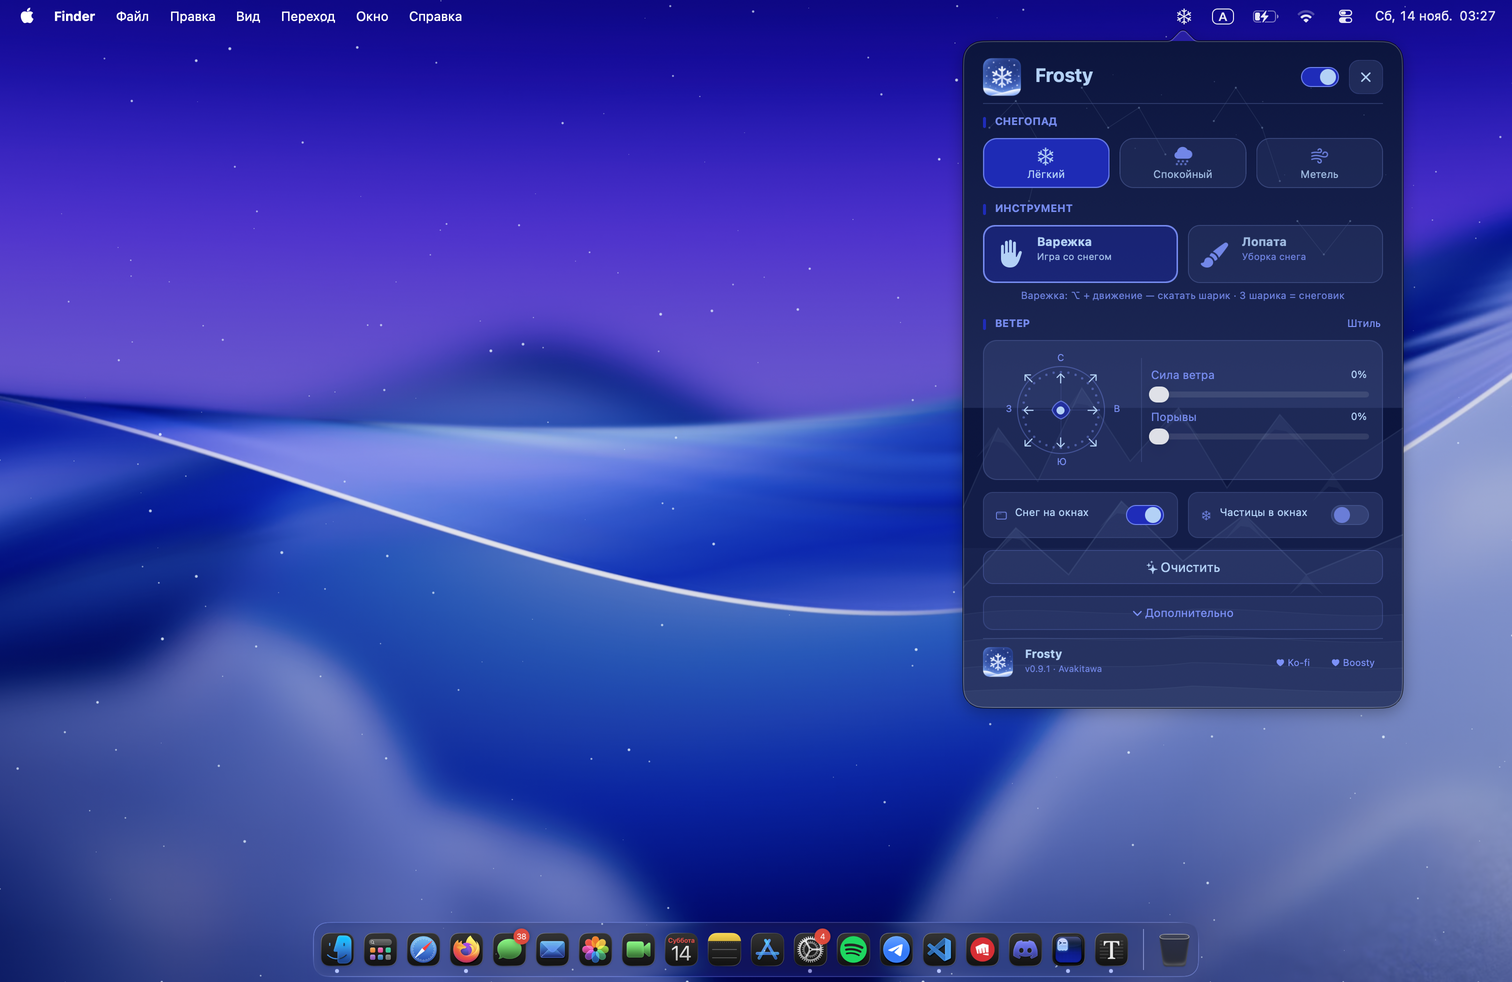 Finder Файл Правка Вид Переход Окно Справка A Сб, 14 нояб. 03:27
Frosty
СНЕГОПАД
Лёгкий Спокойный Метель
ИНСТРУМЕНТ
Варежка Лопата
Игра со снегом Уборка снега
Варежка: ⌥ + движение — скатать шарик · 3 шарика = снеговик
ВЕТЕР Штиль
С
Сила ветра 0%
З В
Порывы 0%
Ю
Снег на окнах Частицы в окнах
Очистить
Дополнительно
Frosty
v0.9.1 · Avakitawa Ko-fi Boosty
38 4
Суббота
14
T